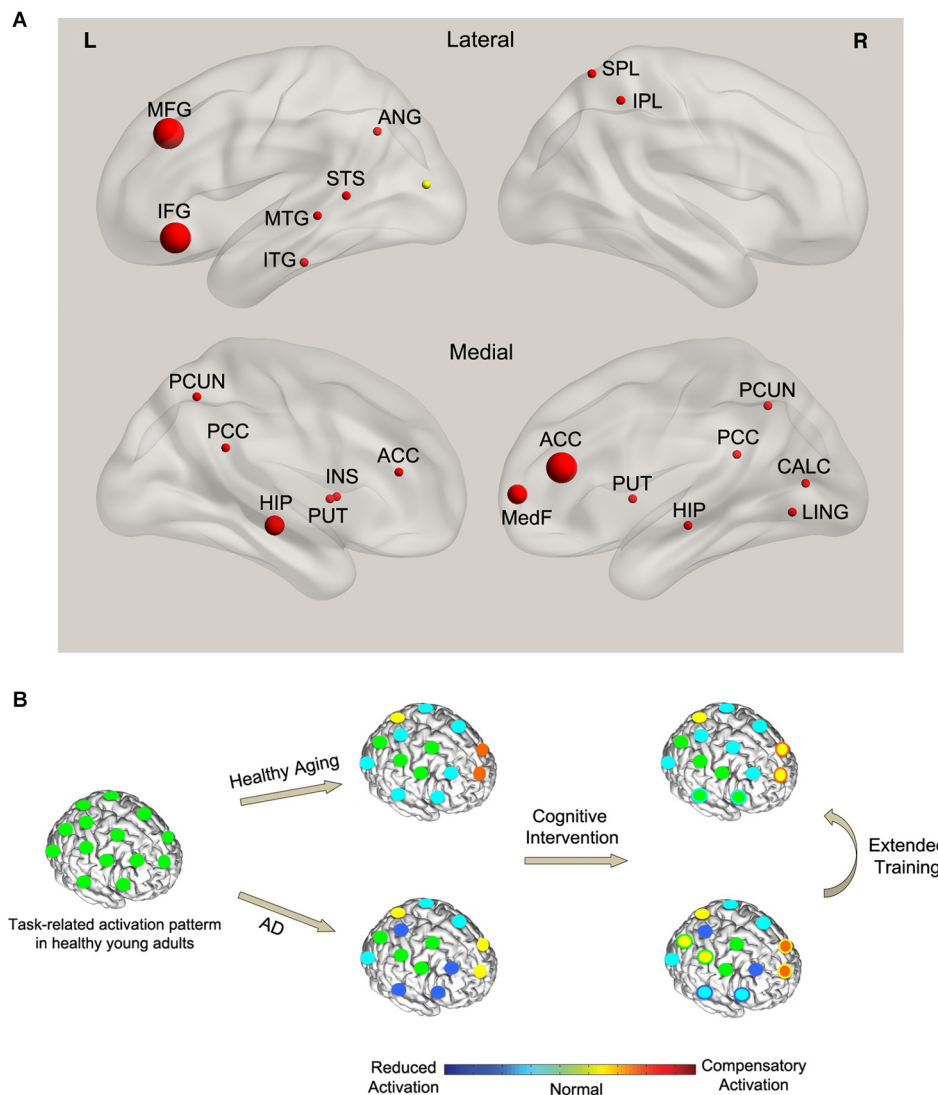 A
L
Lateral
R
MFG
ANG
SPL
IPL
STS
IFG
MTG
ITG
Medial
PCUN
PCC
INS
ACC
HIP
PUT
PCUN
ACC
PCC
CALC
PUT
MedF
HIP
LING
B
Healthy Aging
Cognitive
Intervention
Extended
Training
AD
Task-related activation patterm
in healthy young adults
Reduced
Activation
Normal
Compensatory
Activation